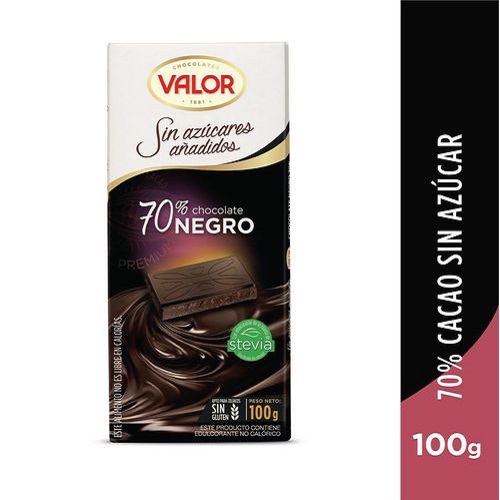 CHOCOLATES
VALOR
1881
Sin azúcares
añadidos
70% chocolate
NEGRO
PREMIUM
stevia
ESTE ALIMENTO NO ES LIBRE EN CALORÍAS.
APTO PARA CELIACOS
SIN
GLUTEN
PESO NETO:
100g
ESTE PRODUCTO CONTIENE
EDULCORANTE NO CALÓRICO
70% CACAO SIN AZÚCAR
100g